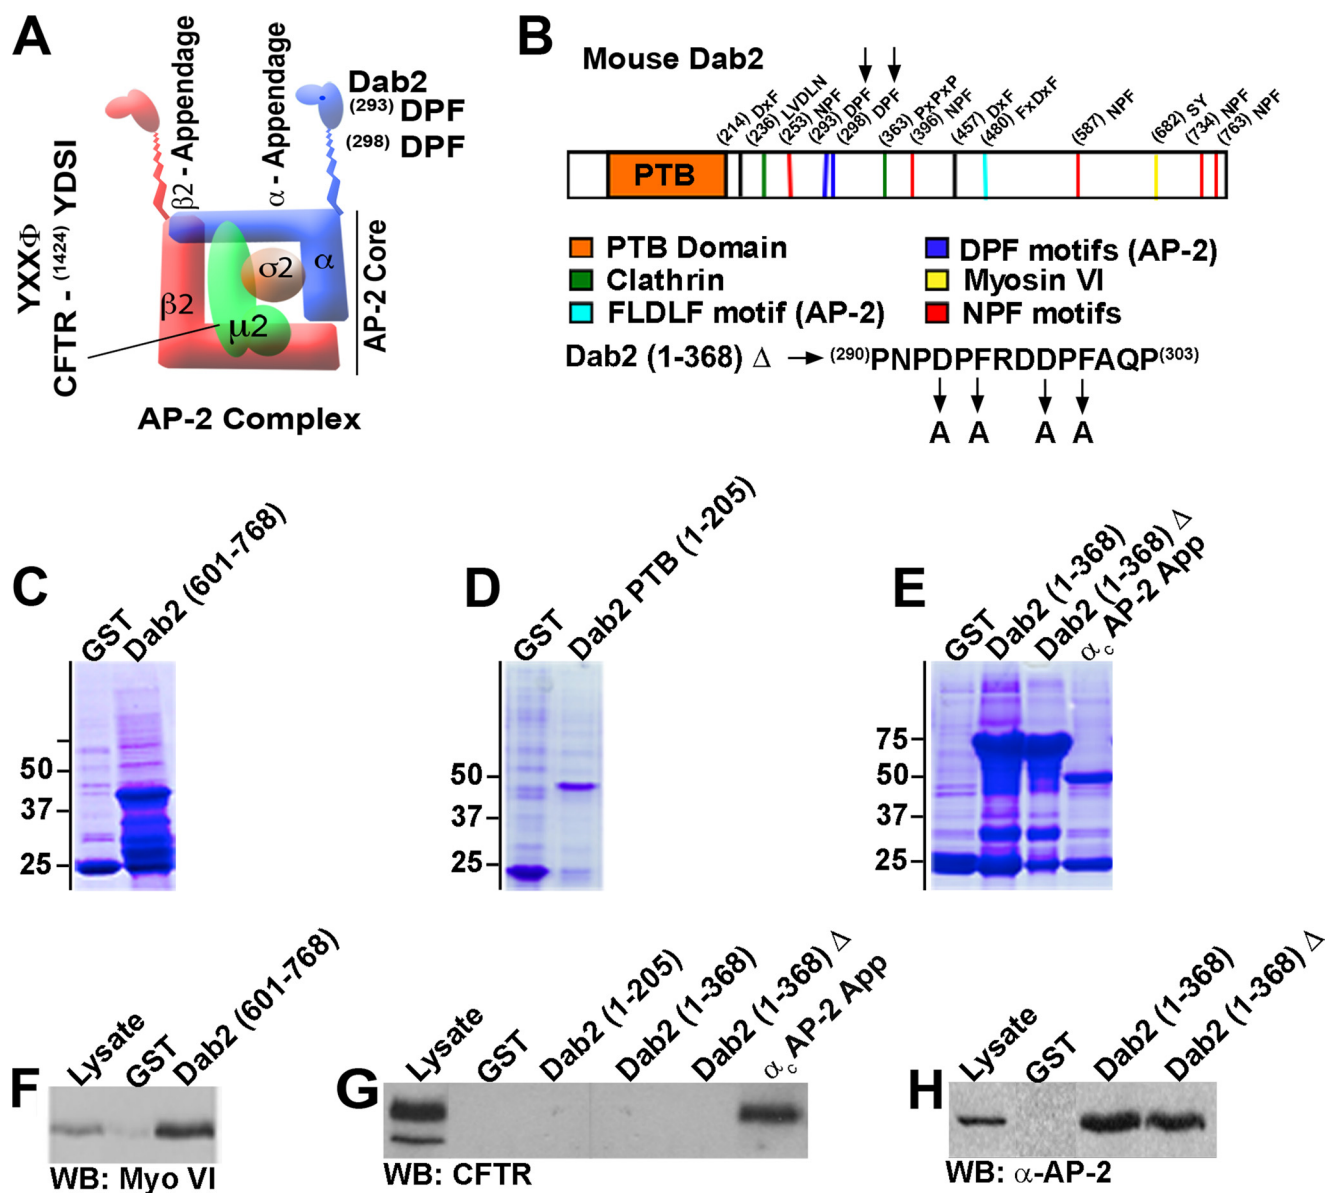 A
β2 - Appendage
α - Appendage
Dab2
(293) DPF
(298) DPF
YXXΦ
CFTR - (1424) YDSI
β2
μ2
σ2
α
AP-2 Core
AP-2 Complex
B
Mouse Dab2
(214) DxF
(236) LVDLN
(253) NPF
(293) DPF
(298) DPF
(363) PxPxP
(396) NPF
(457) DxF
(480) FxDxF
(587) NPF
(682) SY
(734) NPF
(763) NPF
PTB
PTB Domain
Clathrin
FLDLF motif (AP-2)
DPF motifs (AP-2)
Myosin VI
NPF motifs
Dab2 (1-368) Δ (290)PNPDPFRDDPFAQP(303)
A A A A
C
GST
Dab2 (601-768)
50
37
25
D
GST
Dab2 PTB (1-205)
50
37
25
E
GST
Dab2 (1-368)
Dab2 (1-368) Δ
αc AP-2 App
75
50
37
25
F
Lysate
GST
Dab2 (601-768)
WB: Myo VI
G
Lysate
GST
Dab2 (1-205)
Dab2 (1-368)
Dab2 (1-368) Δ
αc AP-2 App
WB: CFTR
H
Lysate
GST
Dab2 (1-368)
Dab2 (1-368) Δ
WB: α-AP-2